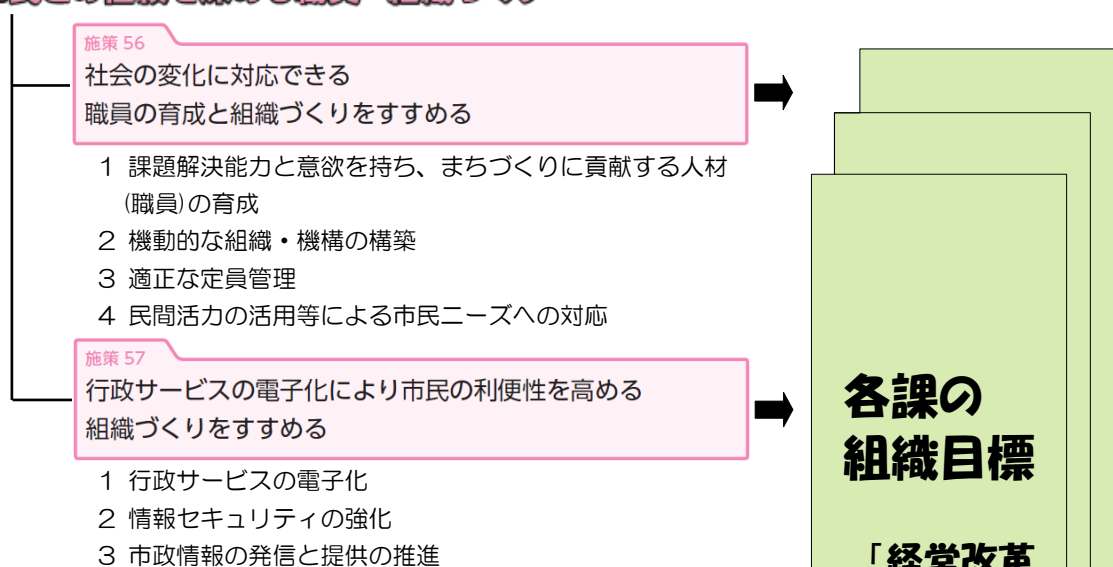 施策 56
社会の変化に対応できる
職員の育成と組織づくりをすすめる
1 課題解決能力と意欲を持ち、まちづくりに貢献する人材
(職員)の育成
2 機動的な組織・機構の構築
3 適正な定員管理
4 民間活力の活用等による市民ニーズへの対応
施策 57
行政サービスの電子化により市民の利便性を高める
組織づくりをすすめる
1 行政サービスの電子化
2 情報セキュリティの強化
3 市政情報の発信と提供の推進
各課の
組織目標
「経営改革